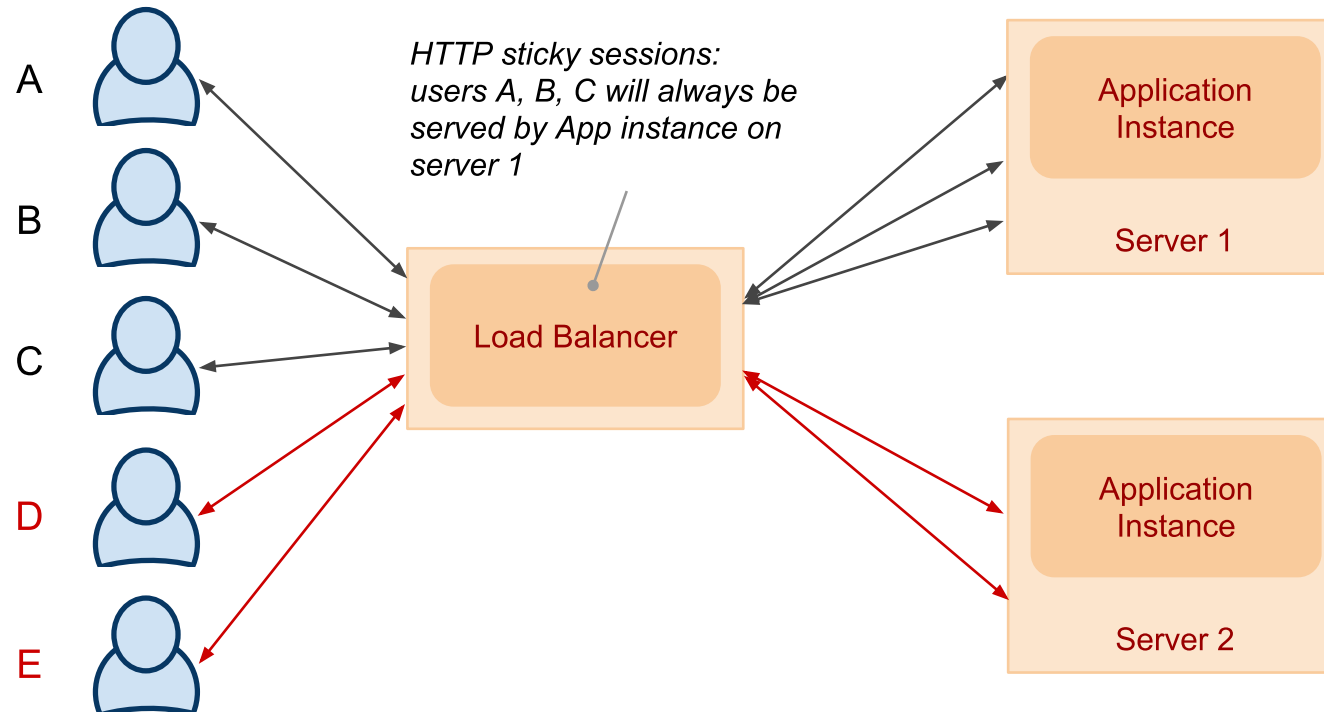 A
B
C
D
E
HTTP sticky sessions:
users A, B, C will always be
served by App instance on
server 1
Load Balancer
Application
Instance
Server 1
Application
Instance
Server 2